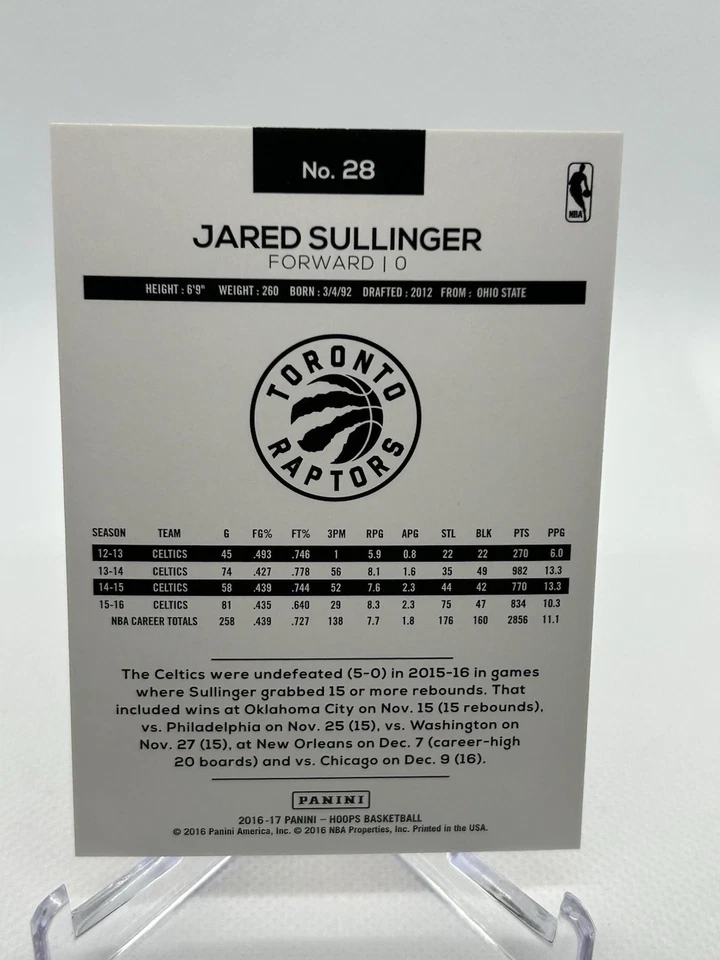 No. 28
NBA
JARED SULLINGER
FORWARD | 0
HEIGHT : 6'9" WEIGHT : 260 BORN : 3/4/92 DRAFTED : 2012 FROM : OHIO STATE
TORONTO
RAPTORS
SEASON TEAM G FG% FT% 3PM RPG APG STL BLK PTS PPG
12-13 CELTICS 45 .493 .746 1 5.9 0.8 22 22 270 6.0
13-14 CELTICS 74 .427 .778 56 8.1 1.6 35 49 982 13.3
14-15 CELTICS 58 .439 .744 52 7.6 2.3 44 42 770 13.3
15-16 CELTICS 81 .435 .640 29 8.3 2.3 75 47 834 10.3
NBA CAREER TOTALS 258 .439 .727 138 7.7 1.8 176 160 2856 11.1
The Celtics were undefeated (5-0) in 2015-16 in games
where Sullinger grabbed 15 or more rebounds. That
included wins at Oklahoma City on Nov. 15 (15 rebounds),
vs. Philadelphia on Nov. 25 (15), vs. Washington on
Nov. 27 (15), at New Orleans on Dec. 7 (career-high
20 boards) and vs. Chicago on Dec. 9 (16).
PANINI
2016-17 PANINI – HOOPS BASKETBALL
© 2016 Panini America, Inc. © 2016 NBA Properties, Inc. Printed in the USA.